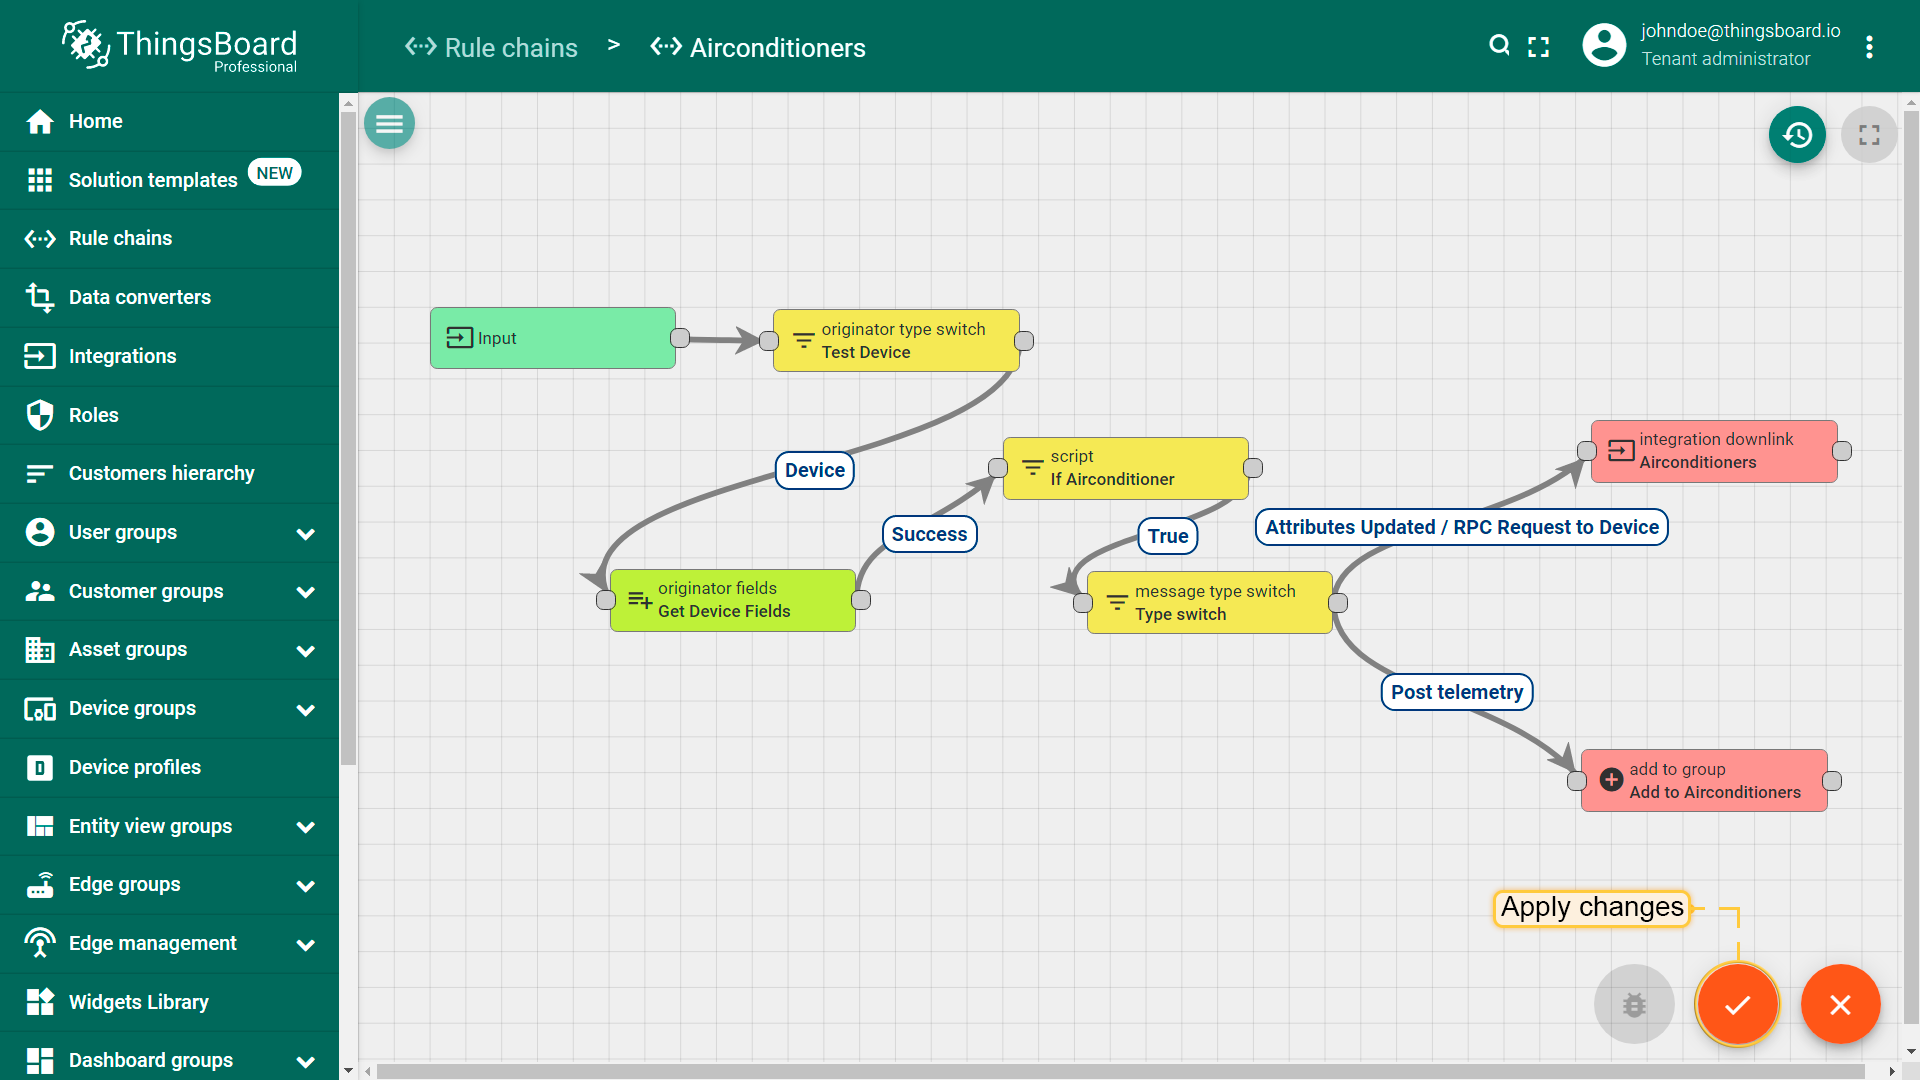 ThingsBoard
Professional
Rule chains > Airconditioners
johndoe@thingsboard.io
Tenant administrator
Home
Solution templates NEW
Rule chains
Data converters
Integrations
Roles
Customers hierarchy
User groups
Customer groups
Asset groups
Device groups
Device profiles
Entity view groups
Edge groups
Edge management
Widgets Library
Dashboard groups
Input
originator type switch
Test Device
Device
originator fields
Get Device Fields
Success
script
If Airconditioner
True
message type switch
Type switch
Attributes Updated / RPC Request to Device
integration downlink
Airconditioners
Post telemetry
add to group
Add to Airconditioners
Apply changes